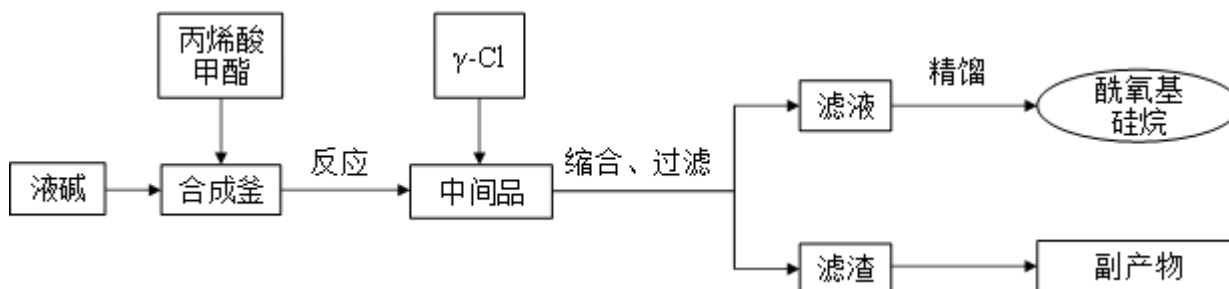 丙烯酸
甲酯
γ-Cl
液碱
合成釜
反应
中间品
缩合、过滤
滤液
精馏
酰氧基
硅烷
滤渣
副产物